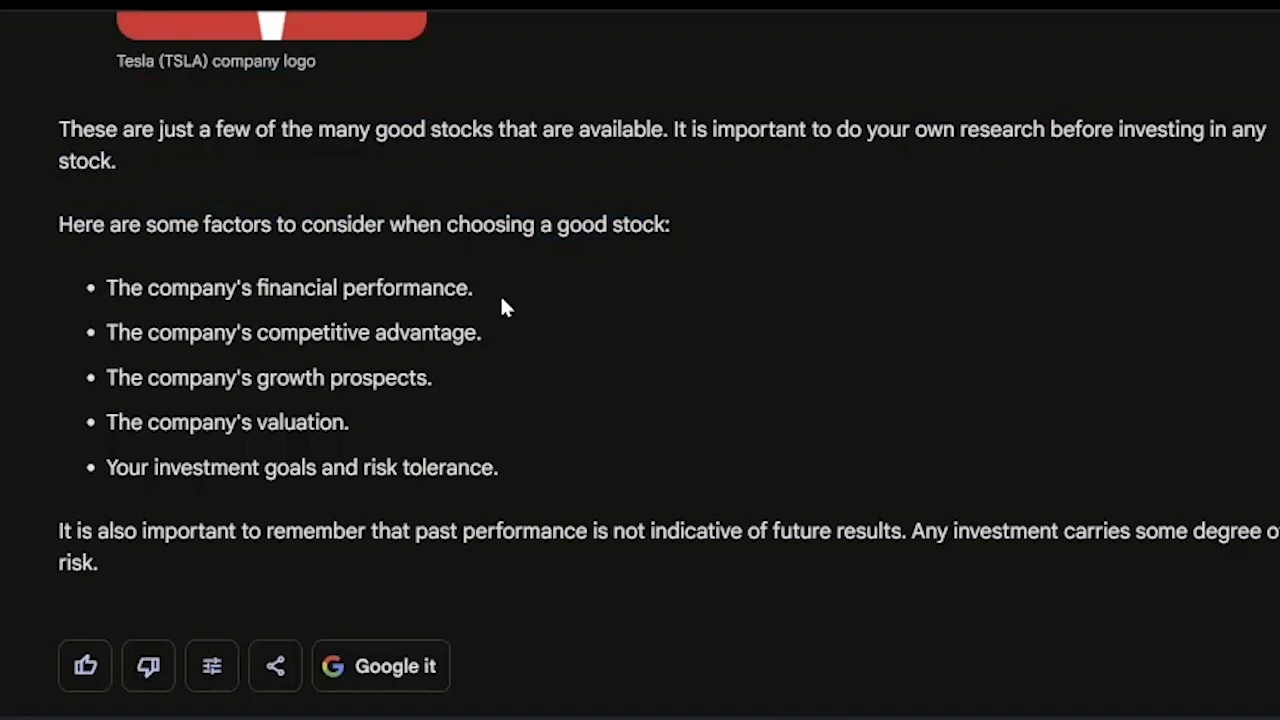 Tesla (TSLA) company logo
These are just a few of the many good stocks that are available. It is important to do your own research before investing in any
stock.
Here are some factors to consider when choosing a good stock:
• The company's financial performance.
• The company's competitive advantage.
• The company's growth prospects.
• The company's valuation.
• Your investment goals and risk tolerance.
It is also important to remember that past performance is not indicative of future results. Any investment carries some degree o
risk.
Google it